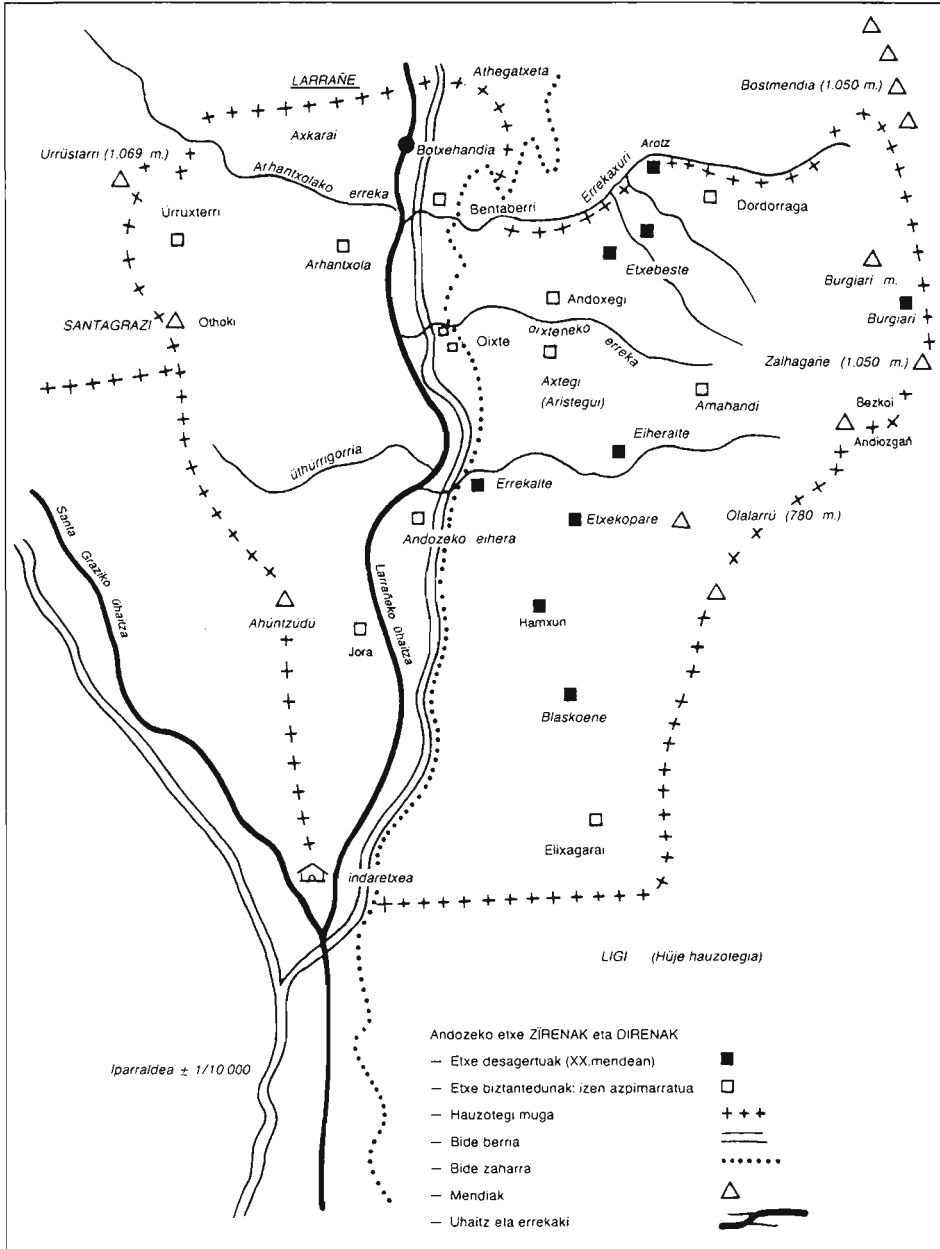 LARRAÑE
Athegatxeta
Bostmendia (1.050 m.)
Axkarai
Urrüstarri (1.069 m.)
Botxehandia
Arotz
Arhantxolako erreka
Errekaxuri
Bentaberri
Dordorraga
Ürruxterri
Arhantxola
Etxebeste
Burgiari m.
Andoxegi
Burgiari
SANTAGRAZI
Othoki
Oixte
oixteneko
erreka
Zalhagañe (1.050 m.)
Axtegi
(Aristegui)
Amahandi
Bezkoi
Andiozgañ
Eiheralte
üthürrigorria
Errekalte
Olalarrü (780 m.)
Etxekopare
Andozeko eihera
Santa
Graziko
ühaitza
Larrañeko ühaitza
Ahüntzüdü
Hamxun
Jora
Blaskoene
Elixagarai
indaretxea
LIGI (Hüje hauzotegia)
Iparraldea ± 1/10 000
Andozeko etxe ZÏRENAK eta DIRENAK
— Etxe desagertuak (XX.mendean)
— Etxe biztantedunak: izen azpimarratua
— Hauzotegi muga
— Bide berria
— Bide zaharra
— Mendiak
— Uhaitz eta errekaki